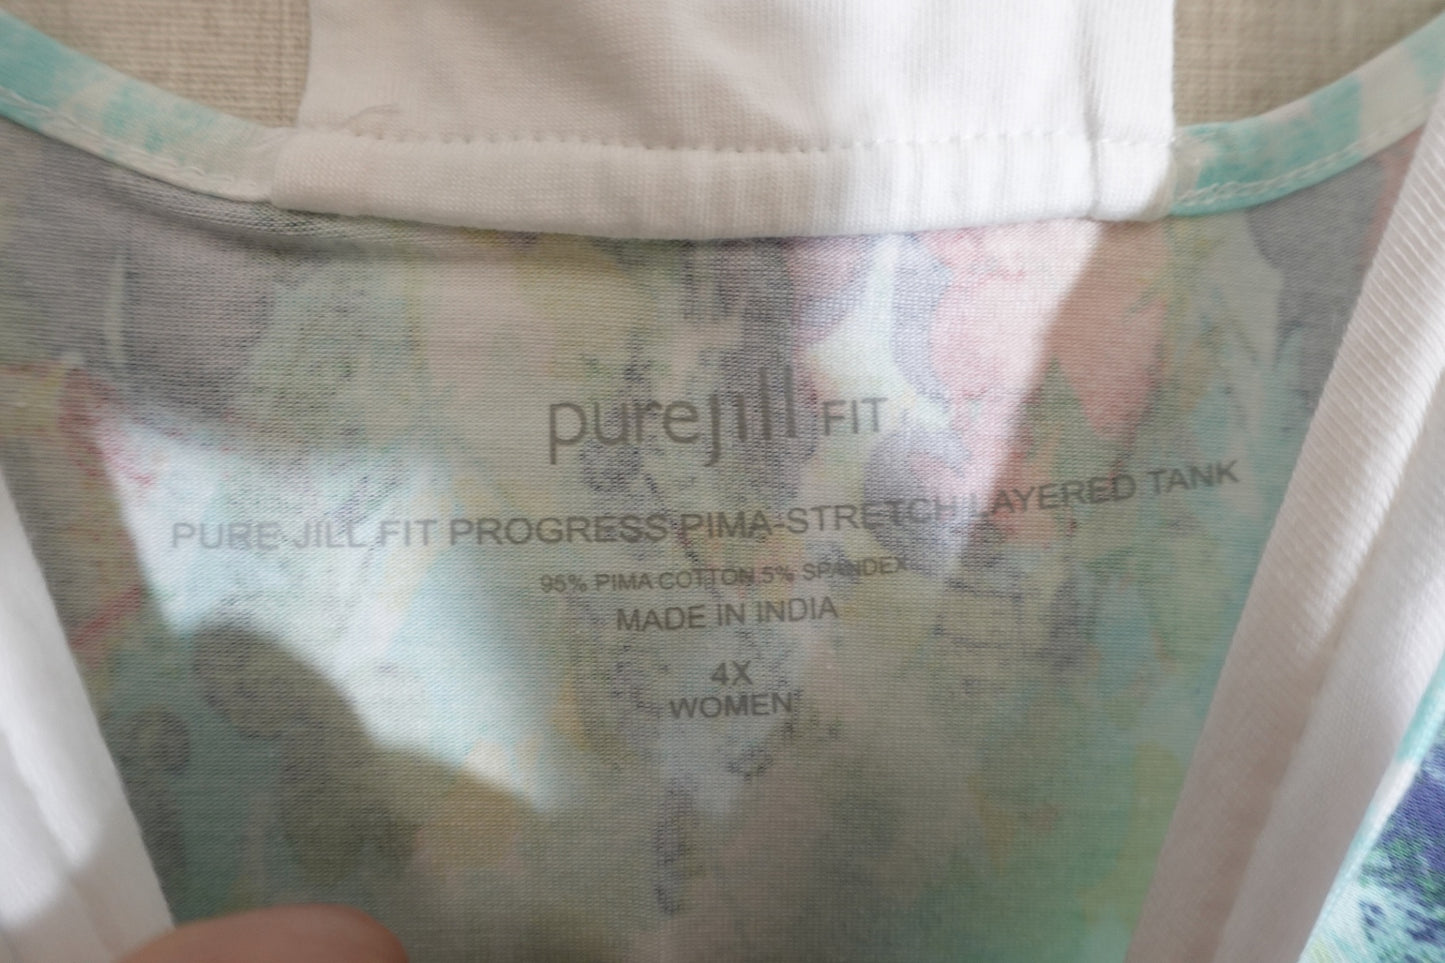 purejill FIT
PURE JILL FIT PROGRESS PIMA-STRETCH LAYERED TANK
95% PIMA COTTON 5% SPANDEX
MADE IN INDIA
4X
WOMEN